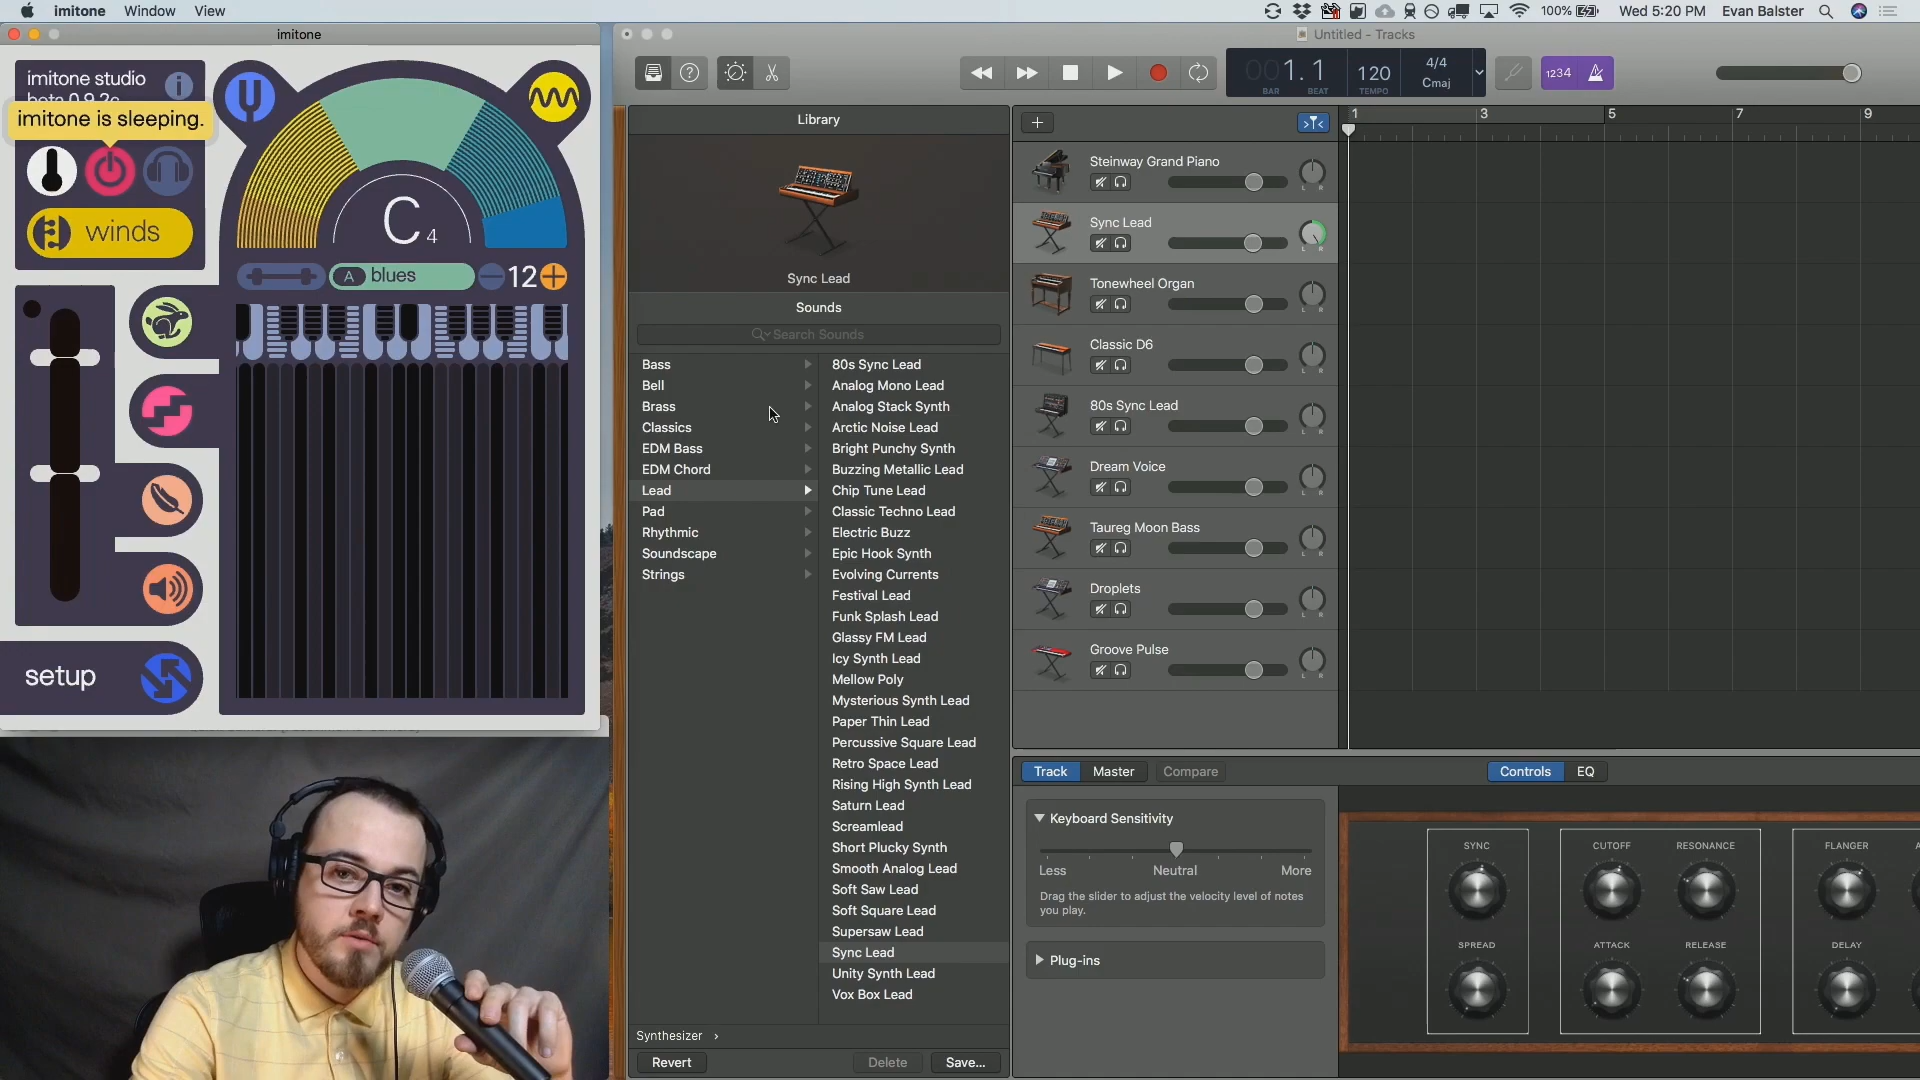 imitone Window View
100% Wed 5:20 PM Evan Balster
imitone
imitone studio
beta 0.9.2c
imitone is sleeping.
winds
C4
A blues
12
setup
Untitled - Tracks
001.1
BAR BEAT
120
TEMPO
4/4
Cmaj
1234
Library
Sync Lead
Sounds
Search Sounds
Bass
Bell
Brass
Classics
EDM Bass
EDM Chord
Lead
Pad
Rhythmic
Soundscape
Strings
80s Sync Lead
Analog Mono Lead
Analog Stack Synth
Arctic Noise Lead
Bright Punchy Synth
Buzzing Metallic Lead
Chip Tune Lead
Classic Techno Lead
Electric Buzz
Epic Hook Synth
Evolving Currents
Festival Lead
Funk Splash Lead
Glassy FM Lead
Icy Synth Lead
Mellow Poly
Mysterious Synth Lead
Paper Thin Lead
Percussive Square Lead
Retro Space Lead
Rising High Synth Lead
Saturn Lead
Screamlead
Short Plucky Synth
Smooth Analog Lead
Soft Saw Lead
Soft Square Lead
Supersaw Lead
Sync Lead
Unity Synth Lead
Vox Box Lead
Synthesizer
Revert Delete Save...
1 3 5 7 9
Steinway Grand Piano
L R
Sync Lead
L R
Tonewheel Organ
L R
Classic D6
L R
80s Sync Lead
L R
Dream Voice
L R
Taureg Moon Bass
L R
Droplets
L R
Groove Pulse
L R
Track Master Compare
Controls EQ
Keyboard Sensitivity
Less Neutral More
Drag the slider to adjust the velocity level of notes
you play.
Plug-ins
SYNC CUTOFF RESONANCE FLANGER
SPREAD ATTACK RELEASE DELAY